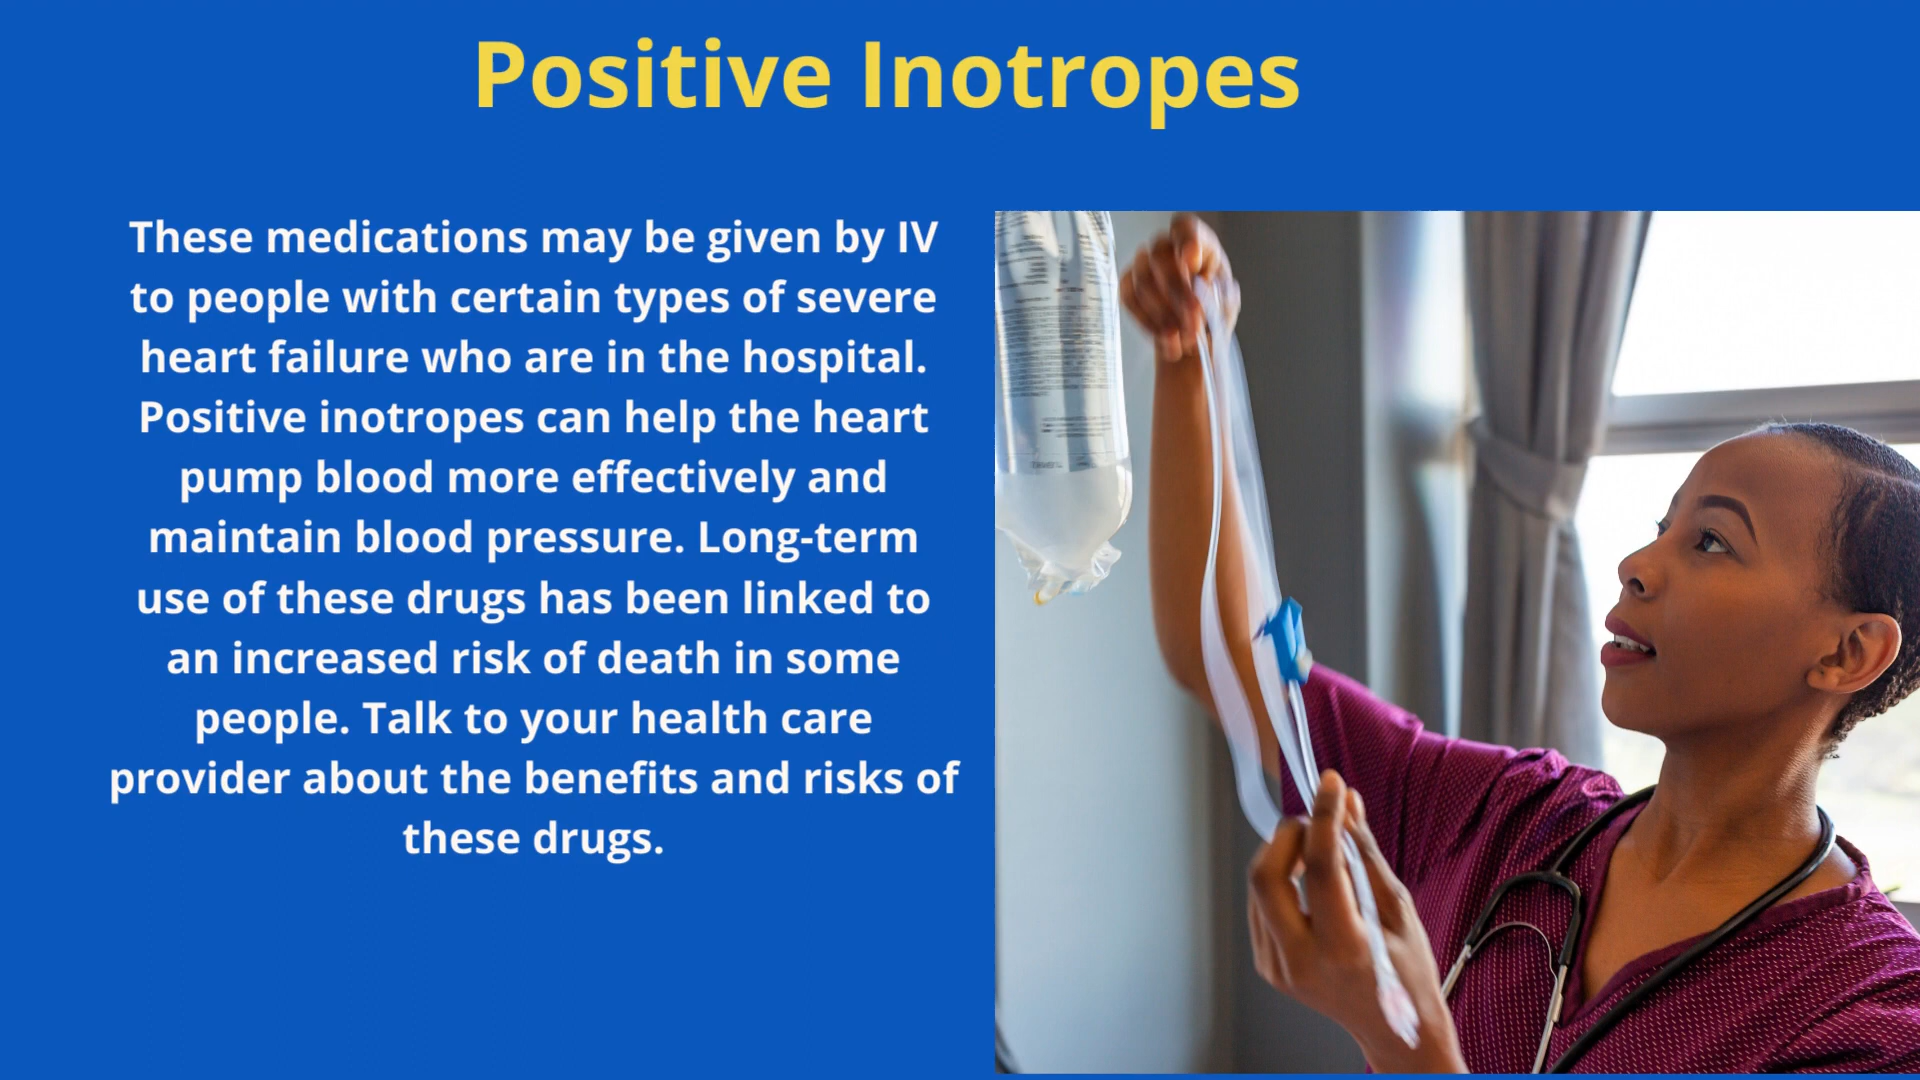 Positive Inotropes
These medications may be given by IV
to people with certain types of severe
heart failure who are in the hospital.
Positive inotropes can help the heart
pump blood more effectively and
maintain blood pressure. Long-term
use of these drugs has been linked to
an increased risk of death in some
people. Talk to your health care
provider about the benefits and risks of
these drugs.